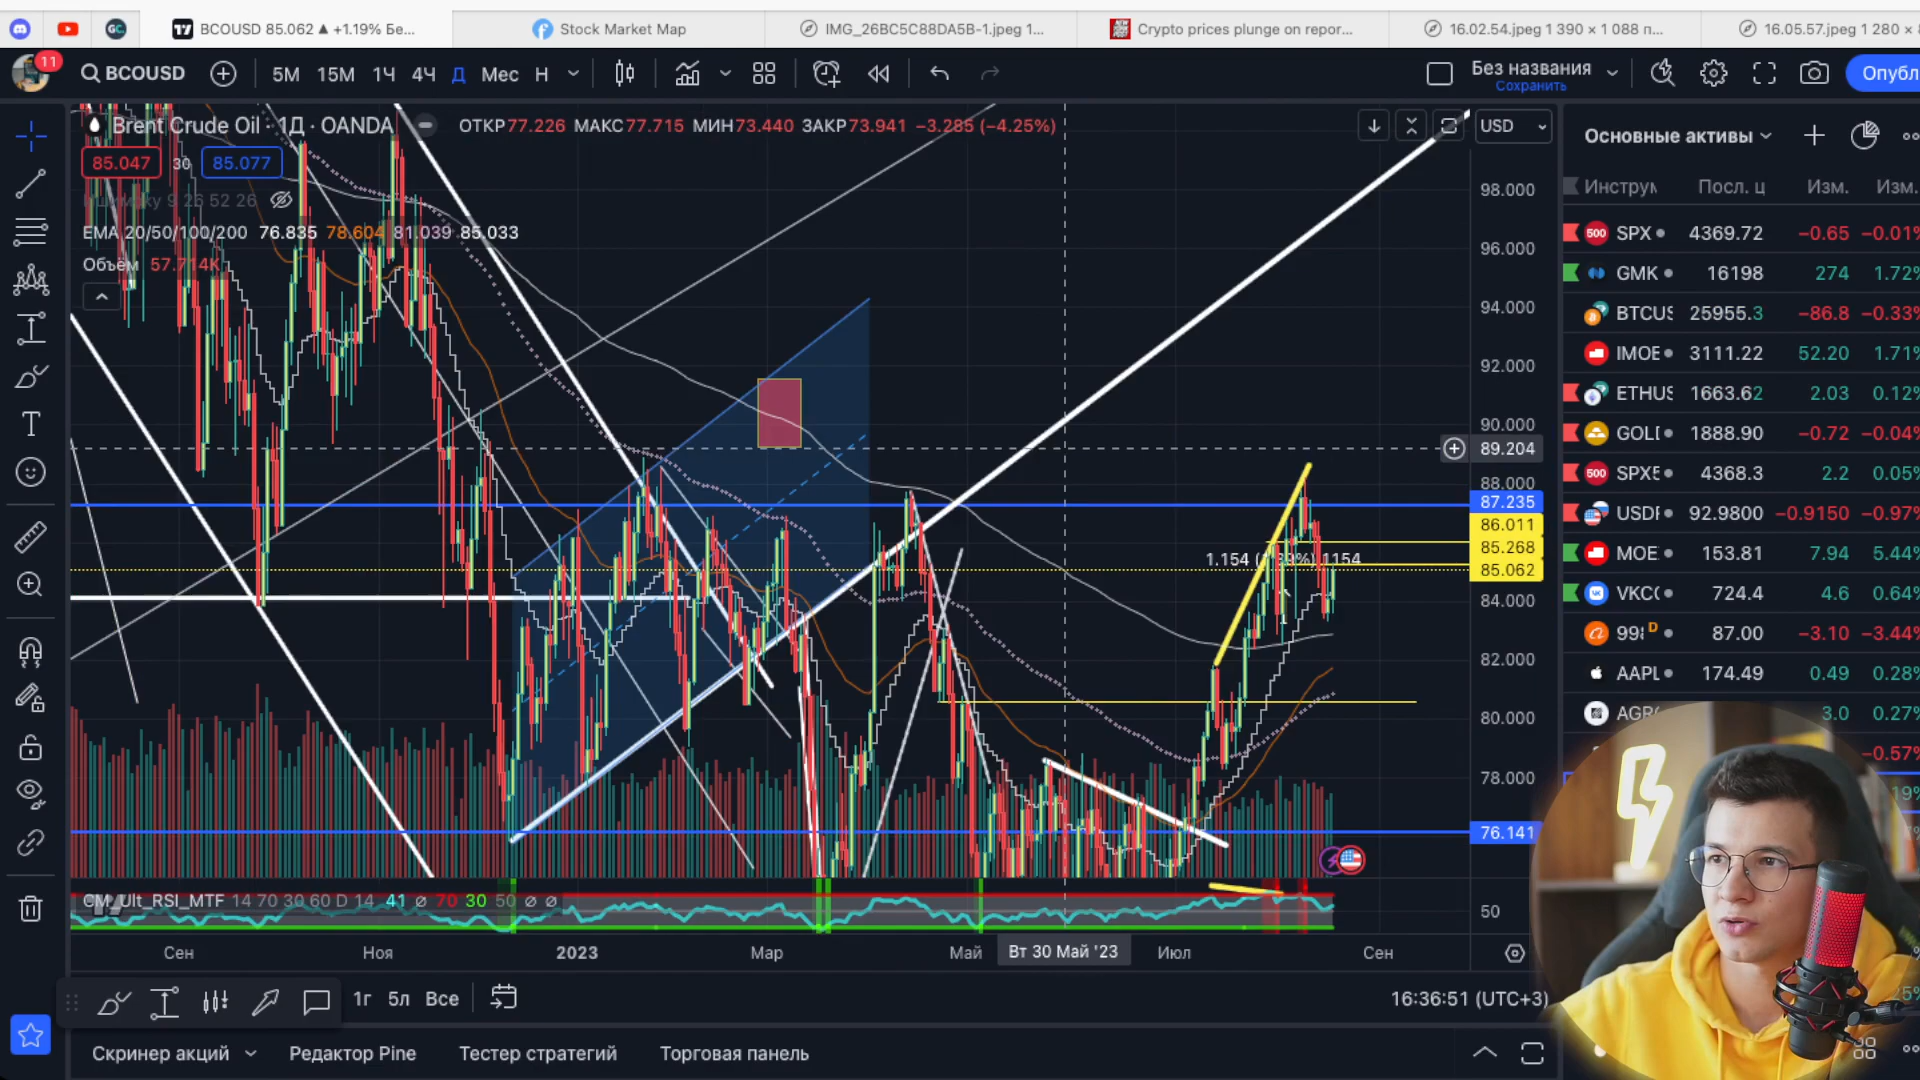 BCOUSD 85.062 ▲ +1.19% Бе...
Stock Market Map
IMG_26BC5C88DA5B-1.jpeg 1...
Crypto prices plunge on repor...
16.02.54.jpeg 1 390 × 1 088 п...
16.05.57.jpeg 1 280 ×
11
BCOUSD
5М 15М 1Ч 4Ч Д Мес Н
Без названия
Сохранить
Опубл
Brent Crude Oil · 1Д · OANDA
ОТКР77.226 МАКС77.715 МИН73.440 ЗАКР73.941 −3.285 (−4.25%)
USD
85.047 30 85.077
Ишимоку 9 26 52 26
EMA 20/50/100/200 76.835 78.604 81.039 85.033
Объём 57.714K
98.000
96.000
94.000
92.000
90.000
89.204
88.000
87.235
86.011
85.268
85.062
84.000
82.000
80.000
78.000
76.141
1.154 1154
CM_Ult_RSI_MTF 14 70 30 60 D 14 41 ∅ 70 30 50 ∅ ∅
50
Сен Ноя 2023 Мар Май Вт 30 Май '23 Июл Сен
1г 5л Все
16:36:51 (UTC+3)
Скринер акций Редактор Pine Тестер стратегий Торговая панель
Основные активы
Инструм Посл. ц Изм. Изм.
500 SPX 4369.72 −0.65 −0.01%
GMK 16198 274 1.72%
BTCUS 25955.3 −86.8 −0.33%
IMOE 3111.22 52.20 1.71%
ETHUS 1663.62 2.03 0.12%
GOL 1888.90 −0.72 −0.04%
500 SPX 4368.3 2.2 0.05%
USD 92.9800 −0.9150 −0.97%
MOE 153.81 7.94 5.44%
VKC 724.4 4.6 0.64%
D 87.00 −3.10 −3.44%
AAPL 174.49 0.49 0.28%
AGR 3.0 0.27%
−0.57%